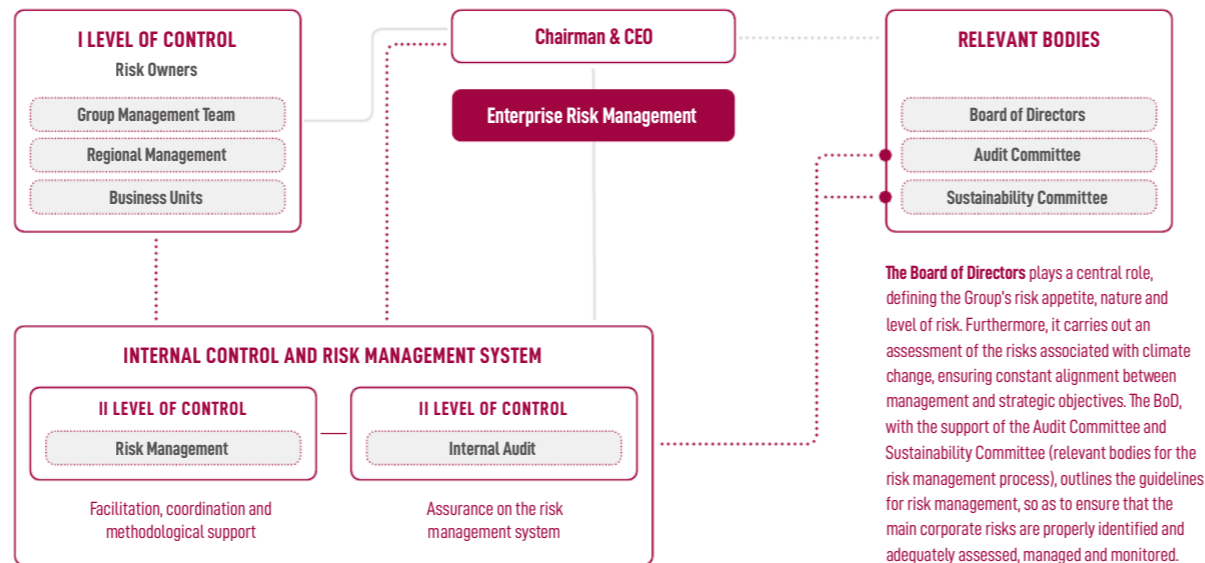 I LEVEL OF CONTROL
Risk Owners
Group Management Team
Regional Management
Business Units
Chairman & CEO
Enterprise Risk Management
RELEVANT BODIES
Board of Directors
Audit Committee
Sustainability Committee
The Board of Directors plays a central role,
defining the Group's risk appetite, nature and
level of risk. Furthermore, it carries out an
assessment of the risks associated with climate
change, ensuring constant alignment between
management and strategic objectives. The BoD,
with the support of the Audit Committee and
Sustainability Committee (relevant bodies for the
risk management process), outlines the guidelines
for risk management, so as to ensure that the
main corporate risks are properly identified and
adequately assessed, managed and monitored.
INTERNAL CONTROL AND RISK MANAGEMENT SYSTEM
II LEVEL OF CONTROL
Risk Management
Facilitation, coordination and
methodological support
II LEVEL OF CONTROL
Internal Audit
Assurance on the risk
management system